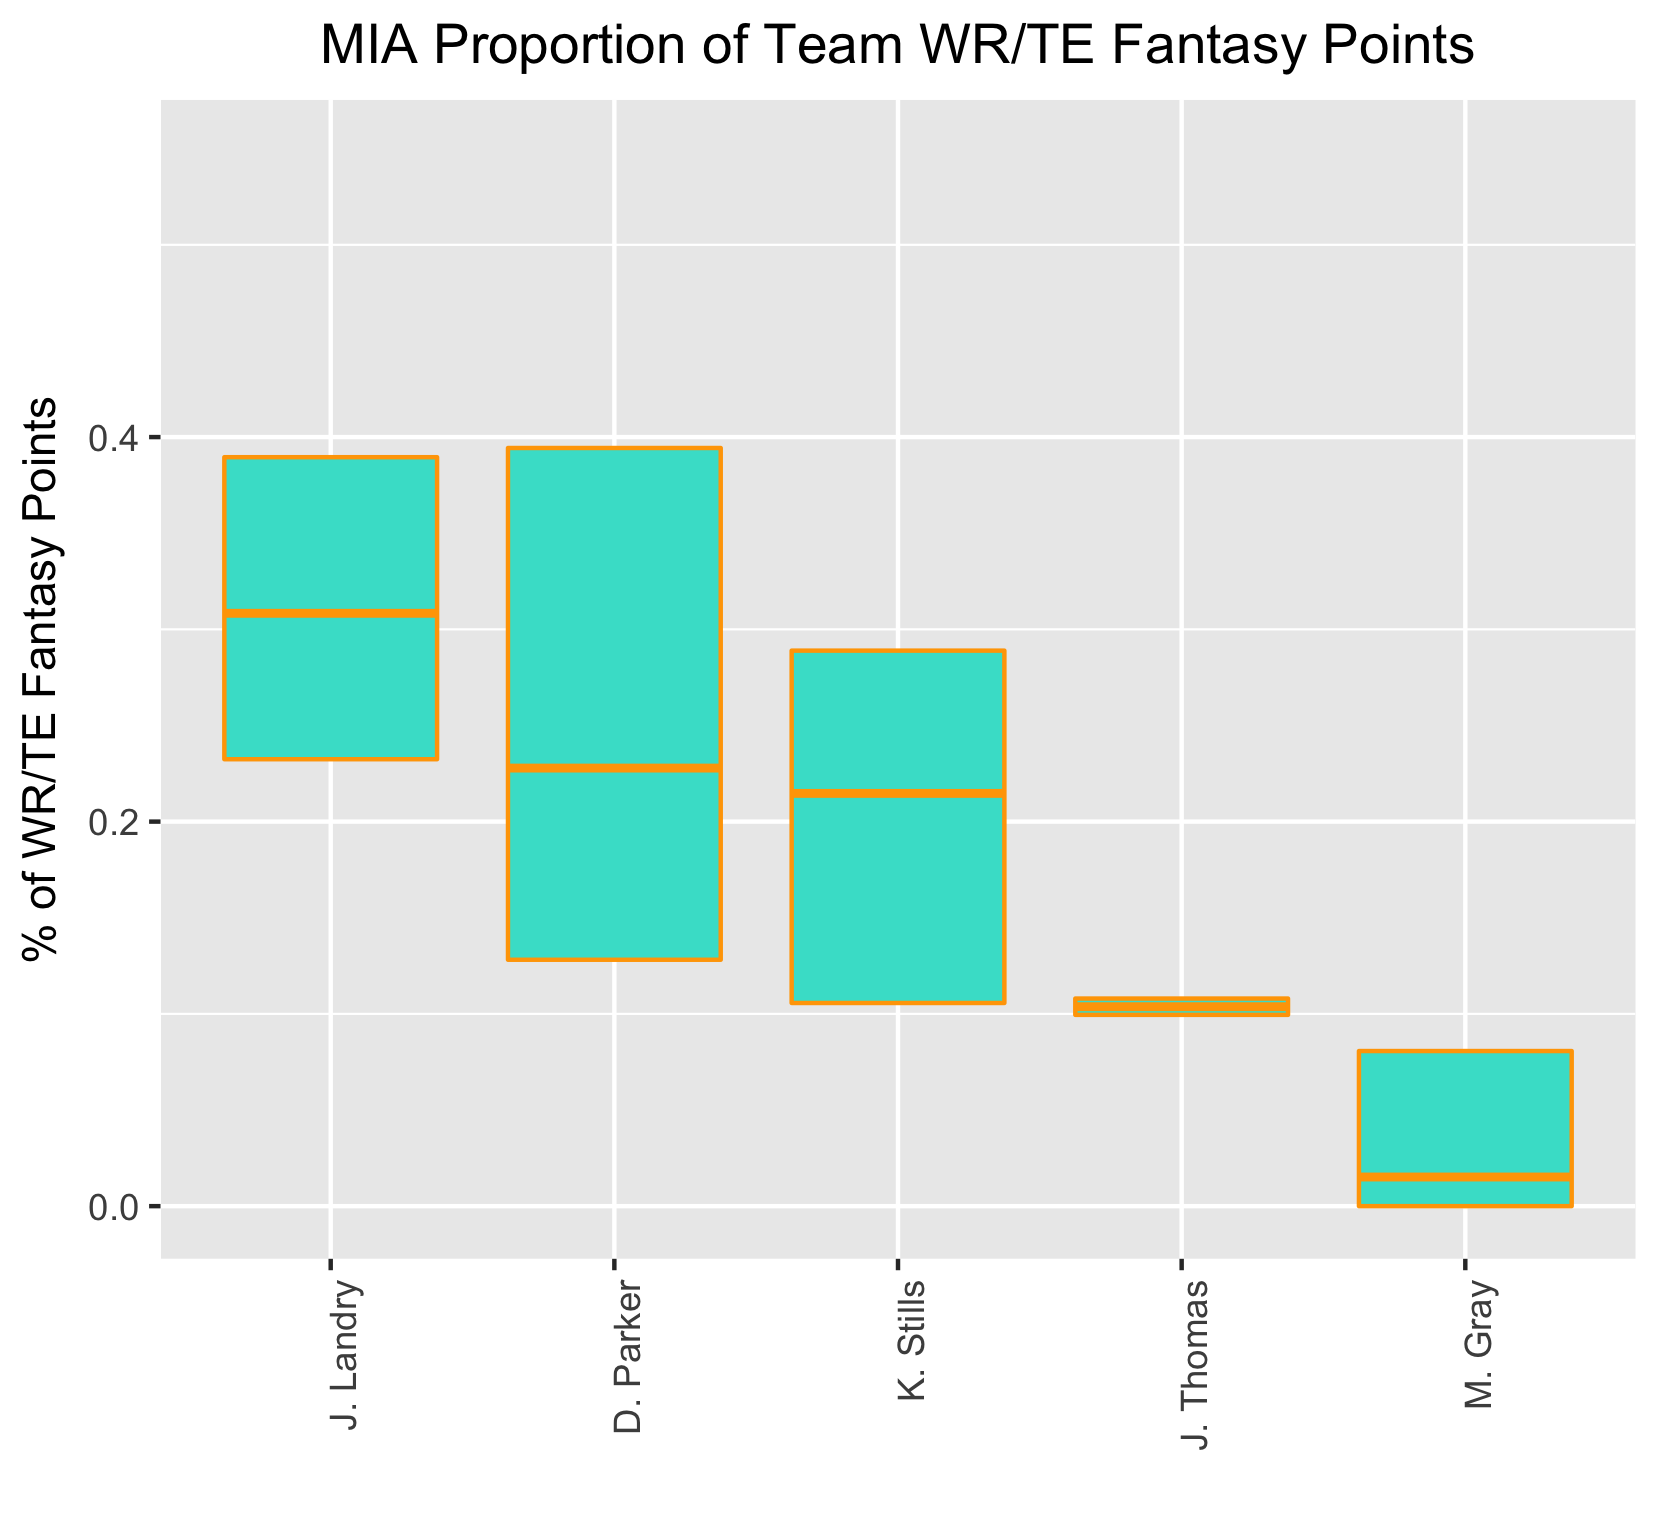 MIA Proportion of Team WR/TE Fantasy Points
% of WR/TE Fantasy Points
0.4
0.2
0.0
J. Landry
D. Parker
K. Stills
J. Thomas
M. Gray